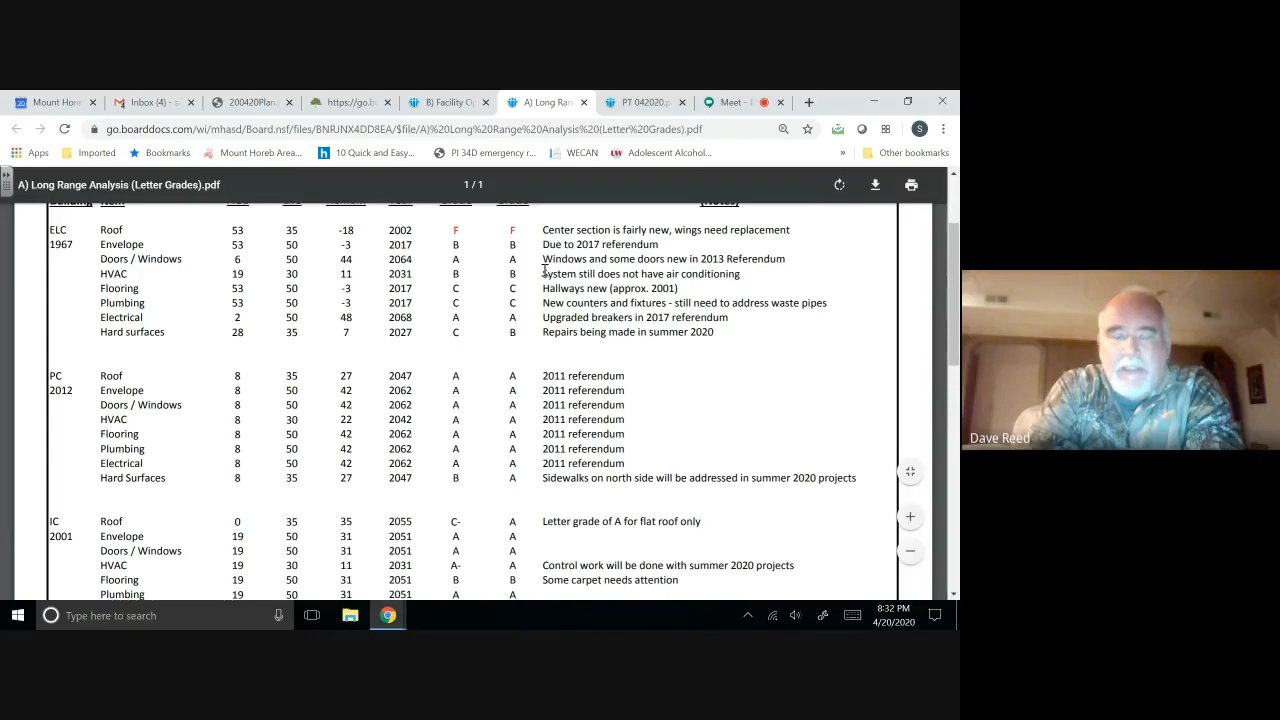 Mount Hore
Inbox (4) - s
200420Plan
https://go.b
B) Facility O
A) Long Ran
PT 042020.p
Meet -
go.boarddocs.com/wi/mhasd/Board.nsf/files/BNRJNX4DD8EA/$file/A)%20Long%20Range%20Analysis%20(Letter%20Grades).pdf
Apps Imported Bookmarks Mount Horeb Area... 10 Quick and Easy... PI 34D emergency r... WECAN Adolescent Alcohol... » Other bookmarks
A) Long Range Analysis (Letter Grades).pdf 1 / 1
Building Item (Notes)
ELC Roof 53 35 -18 2002 F F Center section is fairly new, wings need replacement
1967 Envelope 53 50 -3 2017 B B Due to 2017 referendum
Doors / Windows 6 50 44 2064 A A Windows and some doors new in 2013 Referendum
HVAC 19 30 11 2031 B B System still does not have air conditioning
Flooring 53 50 -3 2017 C C Hallways new (approx. 2001)
Plumbing 53 50 -3 2017 C C New counters and fixtures - still need to address waste pipes
Electrical 2 50 48 2068 A A Upgraded breakers in 2017 referendum
Hard surfaces 28 35 7 2027 C B Repairs being made in summer 2020
PC Roof 8 35 27 2047 A A 2011 referendum
2012 Envelope 8 50 42 2062 A A 2011 referendum
Doors / Windows 8 50 42 2062 A A 2011 referendum
HVAC 8 30 22 2042 A A 2011 referendum
Flooring 8 50 42 2062 A A 2011 referendum
Plumbing 8 50 42 2062 A A 2011 referendum
Electrical 8 50 42 2062 A A 2011 referendum
Hard Surfaces 8 35 27 2047 B A Sidewalks on north side will be addressed in summer 2020 projects
IC Roof 0 35 35 2055 C- A Letter grade of A for flat roof only
2001 Envelope 19 50 31 2051 A A
Doors / Windows 19 50 31 2051 A A
HVAC 19 30 11 2031 A- A Control work will be done with summer 2020 projects
Flooring 19 50 31 2051 B B Some carpet needs attention
Plumbing 19 50 31 2051 A A
Dave Reed
Type here to search
8:32 PM
4/20/2020